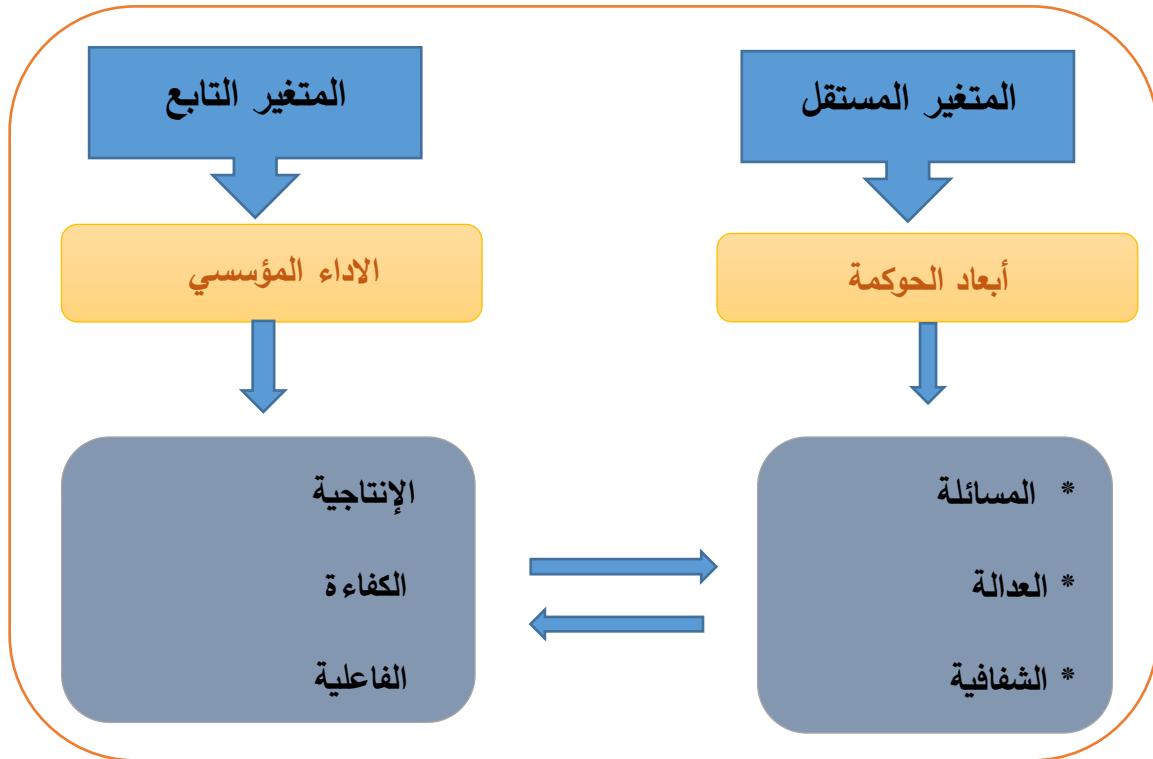 المتغير المستقل
المتغير التابع
أبعاد الحوكمة
الاداء المؤسسي
* المسائلة
* العدالة
* الشفافية
الإنتاجية
الكفاءة
الفاعلية